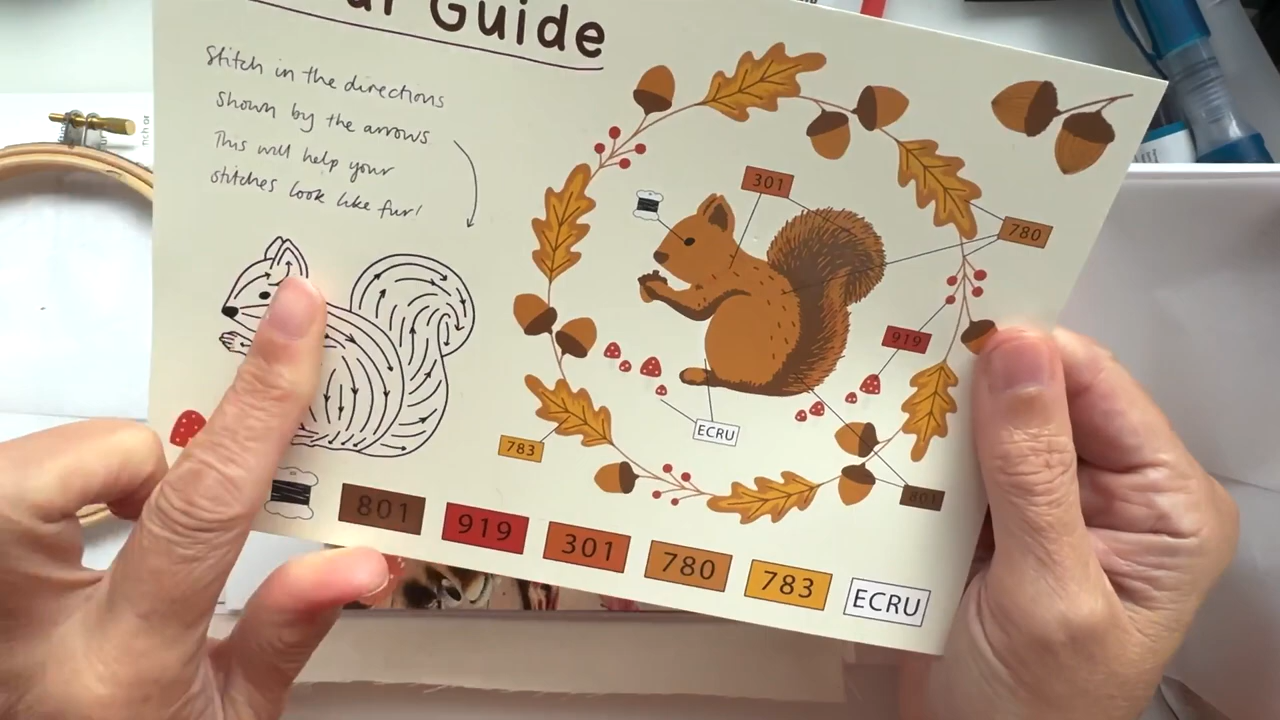 Guide
Stitch in the directions
shown by the arrows
This will help your
stitches look like fur!
301
780
919
ECRU
783
801
801
919
301
780
783
ECRU